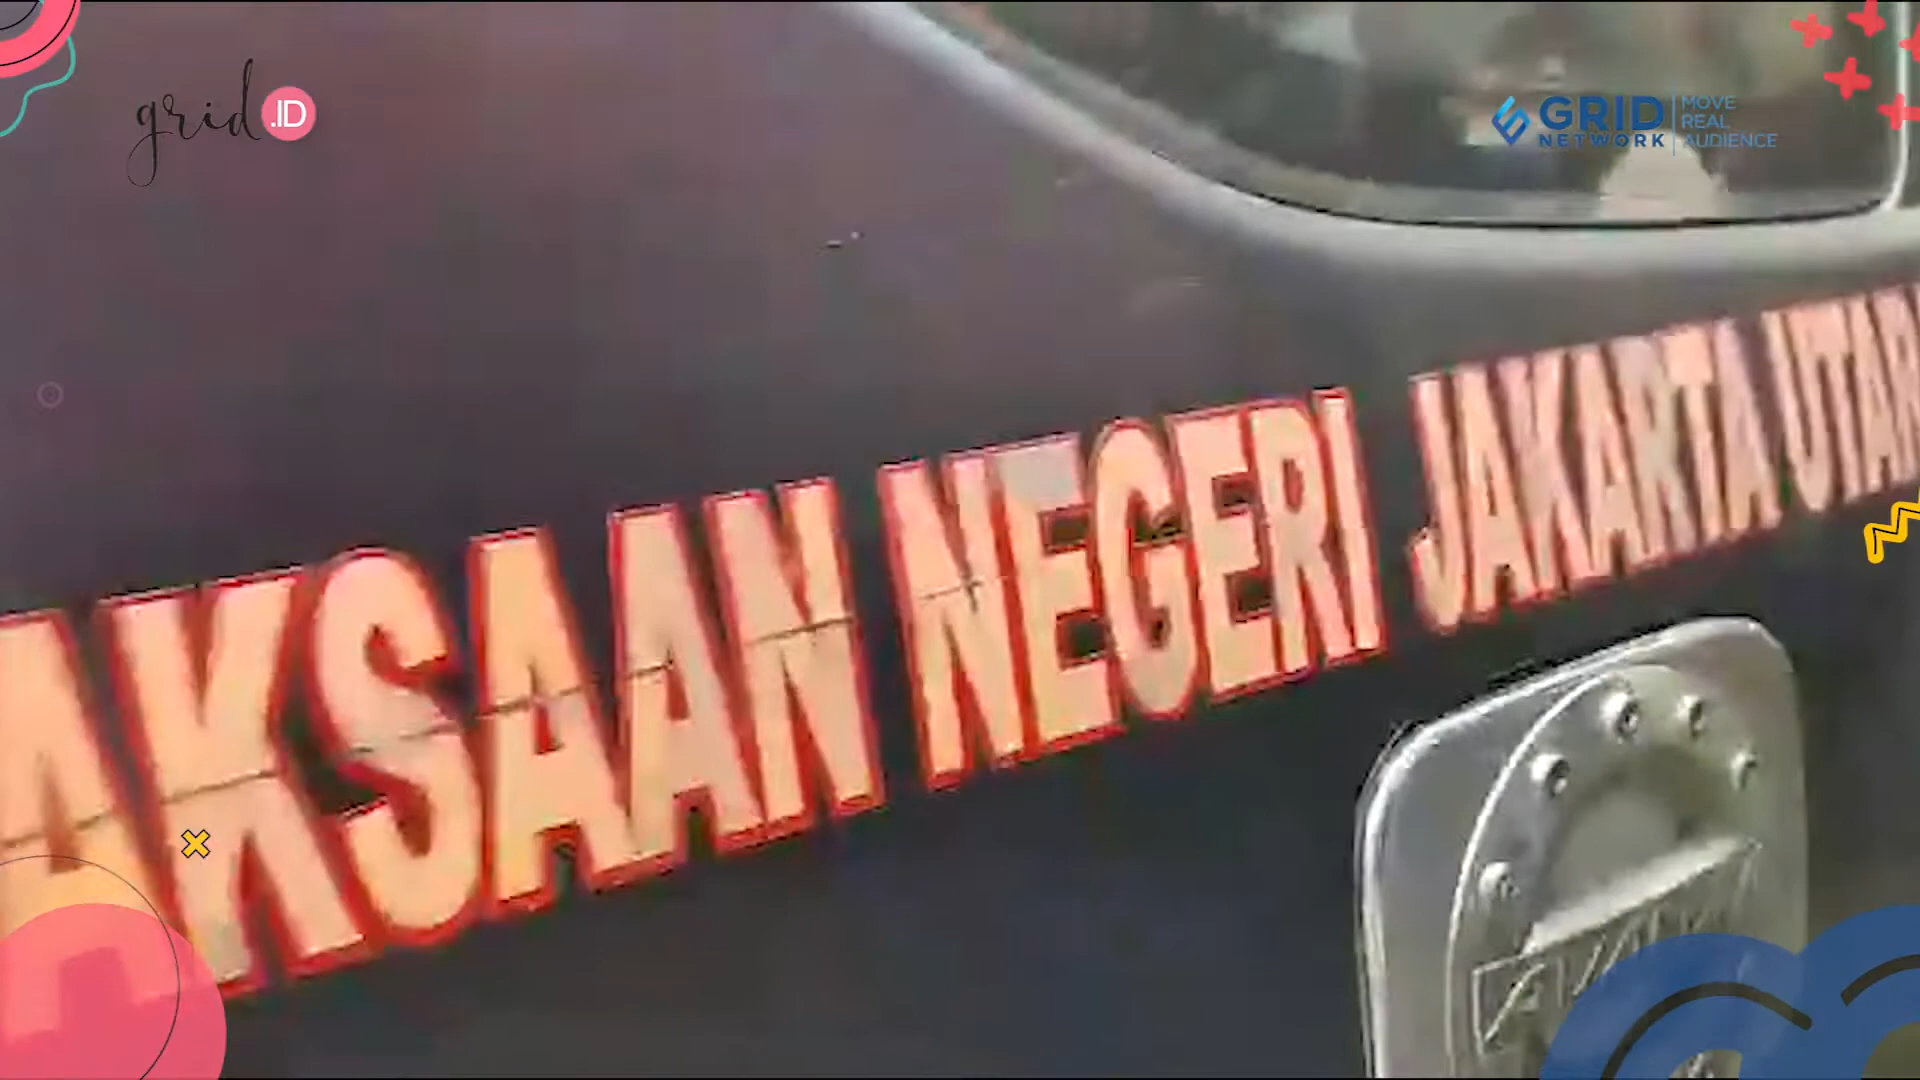 grid.ID
GRID
NETWORK
MOVE
REAL
AUDIENCE
AKSAAN NEGERI JAKARTA UTAR